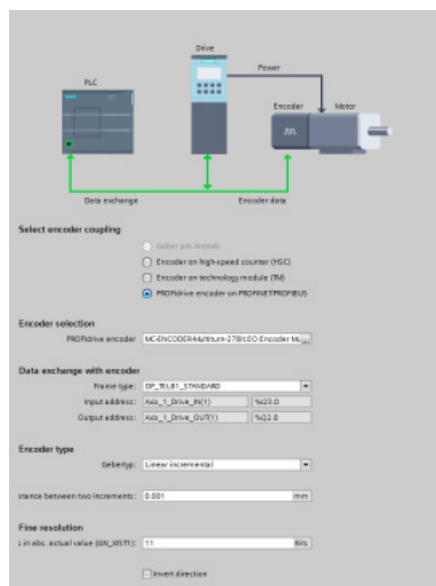 Drive
Power
PLC
Encoder
Motor
Data exchange
Encoder data
Select encoder coupling
Geber am Antrieb
Encoder on high-speed counter (HSC)
Encoder on technology module (TM)
PROFIdrive encoder on PROFINET/PROFIBUS
Encoder selection
PROFIdrive encoder
Data exchange with encoder
Frame type: DP_TEL81_STANDARD
Input address: Axis_1_Drive_IN(1)
Output address: Axis_1_Drive_OUT(1) %Q2.0
Encoder type
Gebertyp: Linear incremental
stance between two increments: 0.001 mm
Fine resolution
s in abs. actual value (GN_XIST1): 11 Bits
Invert direction